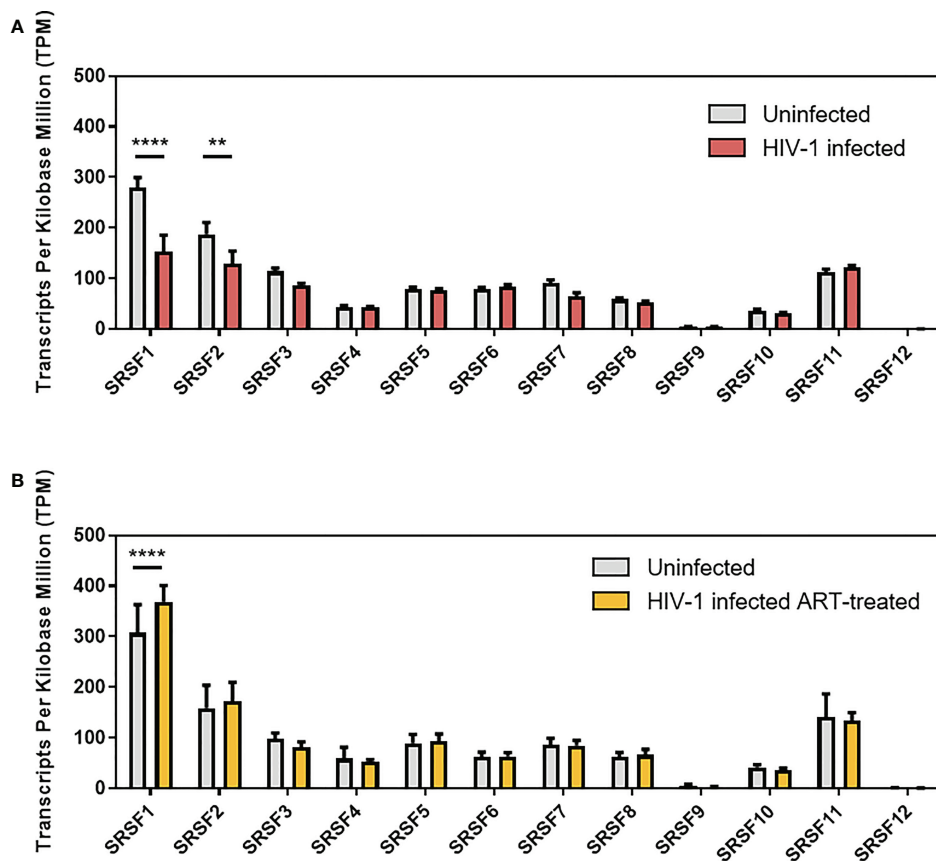 A
Transcripts Per Kilobase Million (TPM)
500
400
300
200
100
0
****
**
Uninfected
HIV-1 infected
SRSF1
SRSF2
SRSF3
SRSF4
SRSF5
SRSF6
SRSF7
SRSF8
SRSF9
SRSF10
SRSF11
SRSF12
B
Transcripts Per Kilobase Million (TPM)
500
400
300
200
100
0
****
Uninfected
HIV-1 infected ART-treated
SRSF1
SRSF2
SRSF3
SRSF4
SRSF5
SRSF6
SRSF7
SRSF8
SRSF9
SRSF10
SRSF11
SRSF12